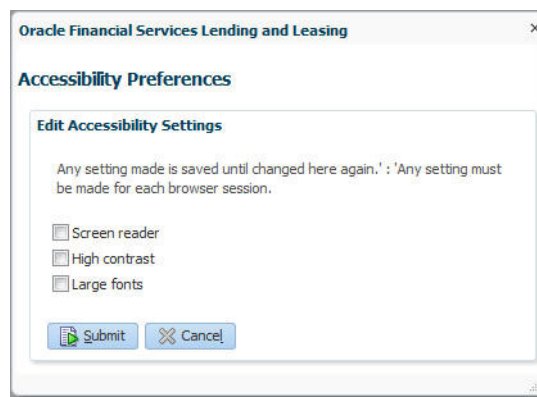 Oracle Financial Services Lending and Leasing
Accessibility Preferences
Edit Accessibility Settings
Any setting made is saved until changed here again.' : 'Any setting must
be made for each browser session.
Screen reader
High contrast
Large fonts
Submit
Cancel